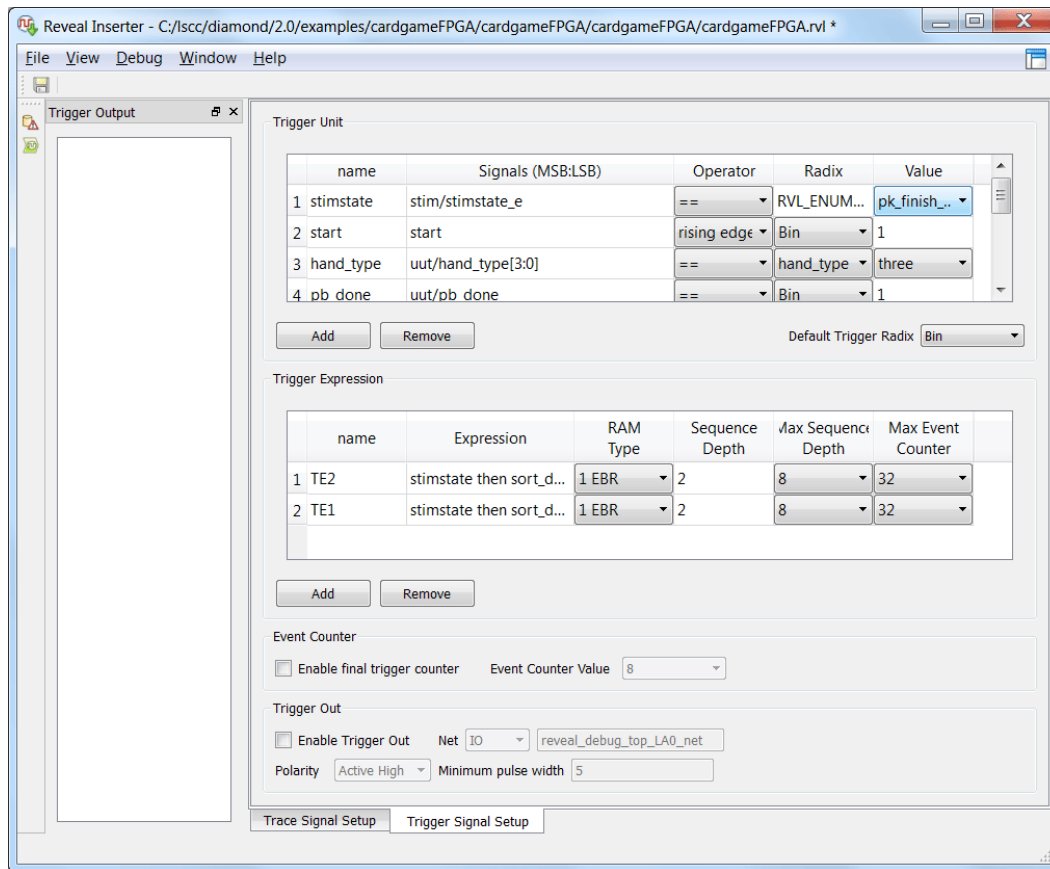 Reveal Inserter - C:/lscc/diamond/2.0/examples/cardgameFPGA/cardgameFPGA/cardgameFPGA/cardgameFPGA.rvl *
File View Debug Window Help
Trigger Output
Trigger Unit
name Signals (MSB:LSB) Operator Radix Value
1 stimstate stim/stimstate_e == RVL_ENUM... pk_finish_...
2 start start rising edge Bin 1
3 hand_type uut/hand_type[3:0] == hand_type three
4 pb_done uut/pb_done == Bin 1
Add Remove Default Trigger Radix Bin
Trigger Expression
name Expression RAM Type Sequence Depth Max Sequence Depth Max Event Counter
1 TE2 stimstate then sort_d... 1 EBR 2 8 32
2 TE1 stimstate then sort_d... 1 EBR 2 8 32
Add Remove
Event Counter
Enable final trigger counter Event Counter Value 8
Trigger Out
Enable Trigger Out Net IO reveal_debug_top_LA0_net
Polarity Active High Minimum pulse width 5
Trace Signal Setup Trigger Signal Setup